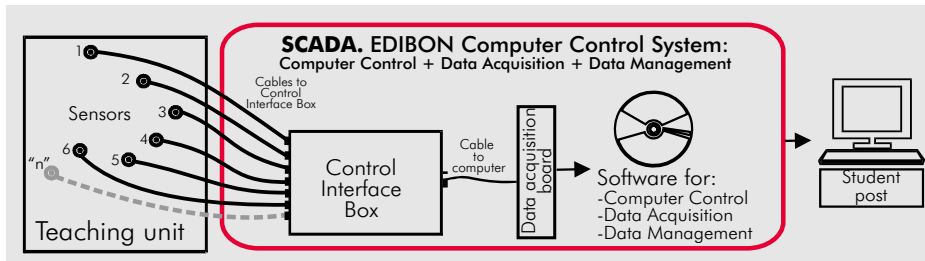 SCADA. EDIBON Computer Control System:
Computer Control + Data Acquisition + Data Management
1
2
3
4
5
6
“n”
Sensors
Teaching unit
Cables to
Control
Interface Box
Control
Interface
Box
Cable
to
computer
Data acquisition
board
Software for:
-Computer Control
-Data Acquisition
-Data Management
Student
post